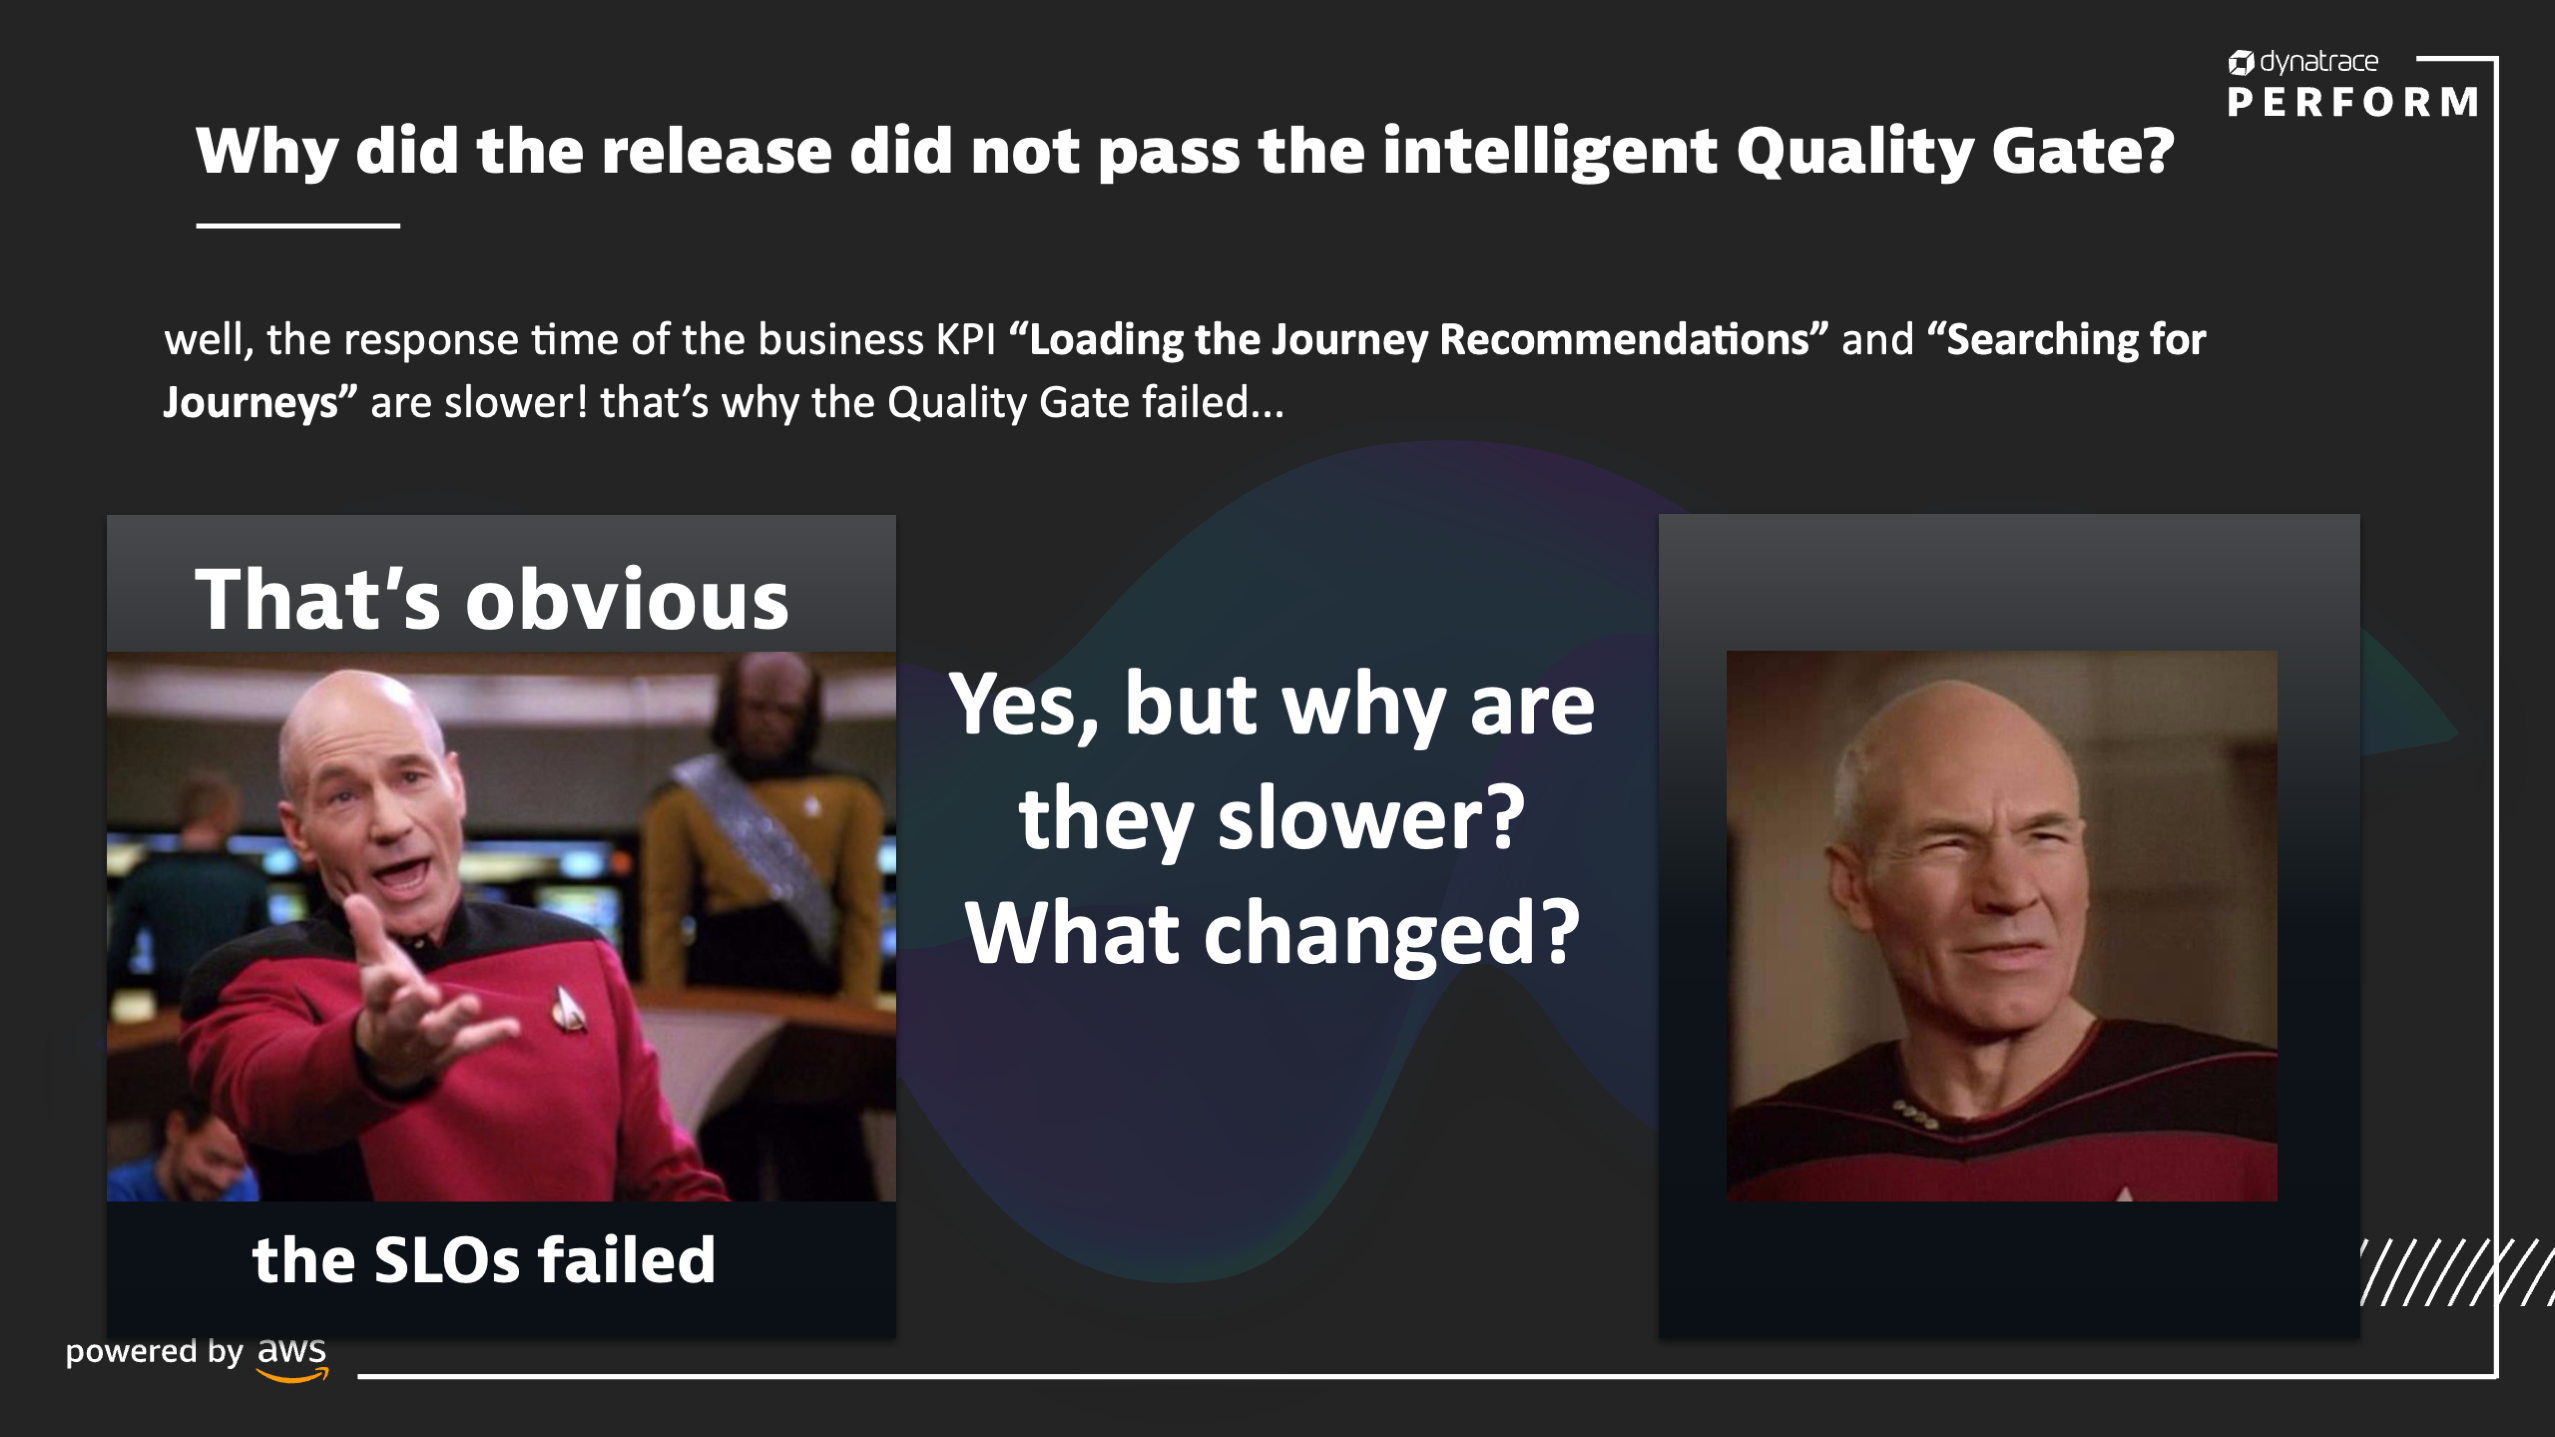 dynatrace
PERFORM
Why did the release did not pass the intelligent Quality Gate?
well, the response time of the business KPI “Loading the Journey Recommendations” and “Searching for
Journeys” are slower! that’s why the Quality Gate failed...
That’s obvious
the SLOs failed
Yes, but why are
they slower?
What changed?
powered by aws